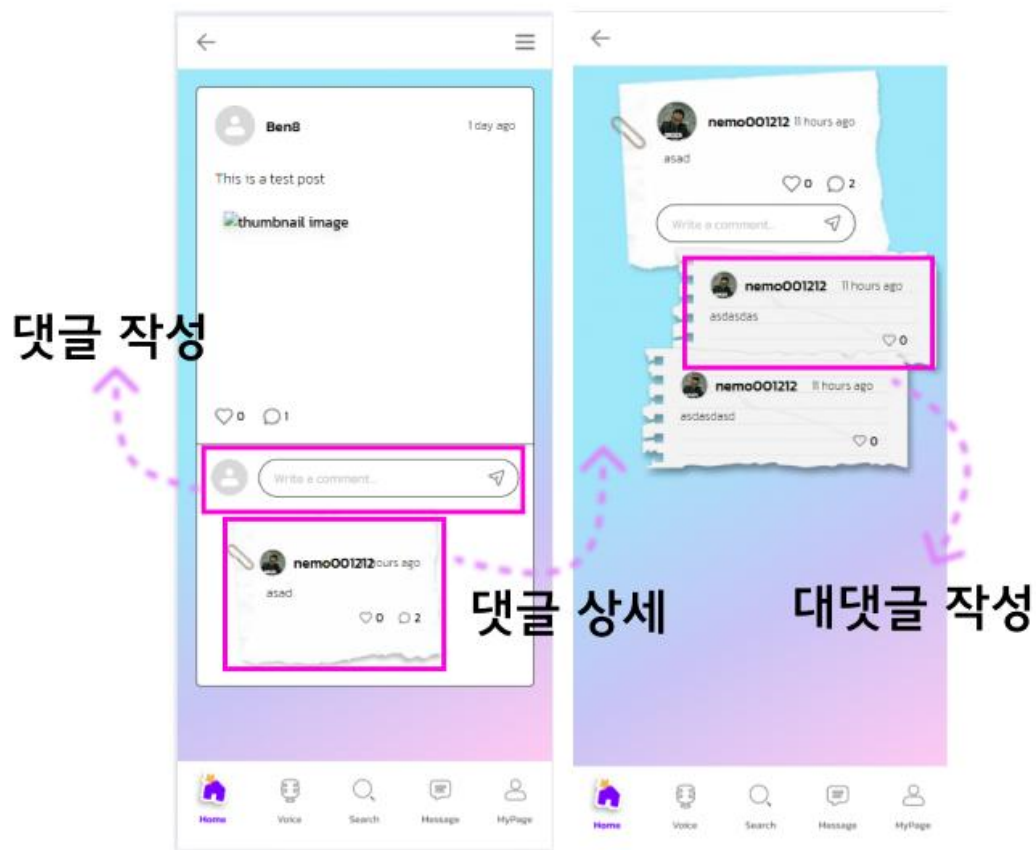 Ben8
1 day ago
This is a test post
thumbnail image
0
1
Write a comment...
nemo001212
ours ago
asad
0
2
Home
Voice
Search
Message
MyPage
댓글 작성
댓글 상세
nemo001212 11 hours ago
asad
0
2
Write a comment...
nemo001212 11 hours ago
asdasdas
0
nemo001212 11 hours ago
asdasdasd
0
대댓글 작성
Home
Voice
Search
Message
MyPage